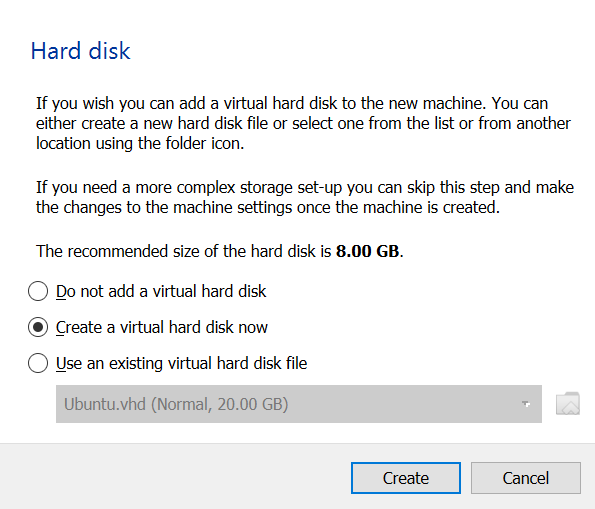 Hard disk
If you wish you can add a virtual hard disk to the new machine. You can
either create a new hard disk file or select one from the list or from another
location using the folder icon.
If you need a more complex storage set-up you can skip this step and make
the changes to the machine settings once the machine is created.
The recommended size of the hard disk is 8.00 GB.
Do not add a virtual hard disk
Create a virtual hard disk now
Use an existing virtual hard disk file
Ubuntu.vhd (Normal, 20.00 GB)
Create
Cancel